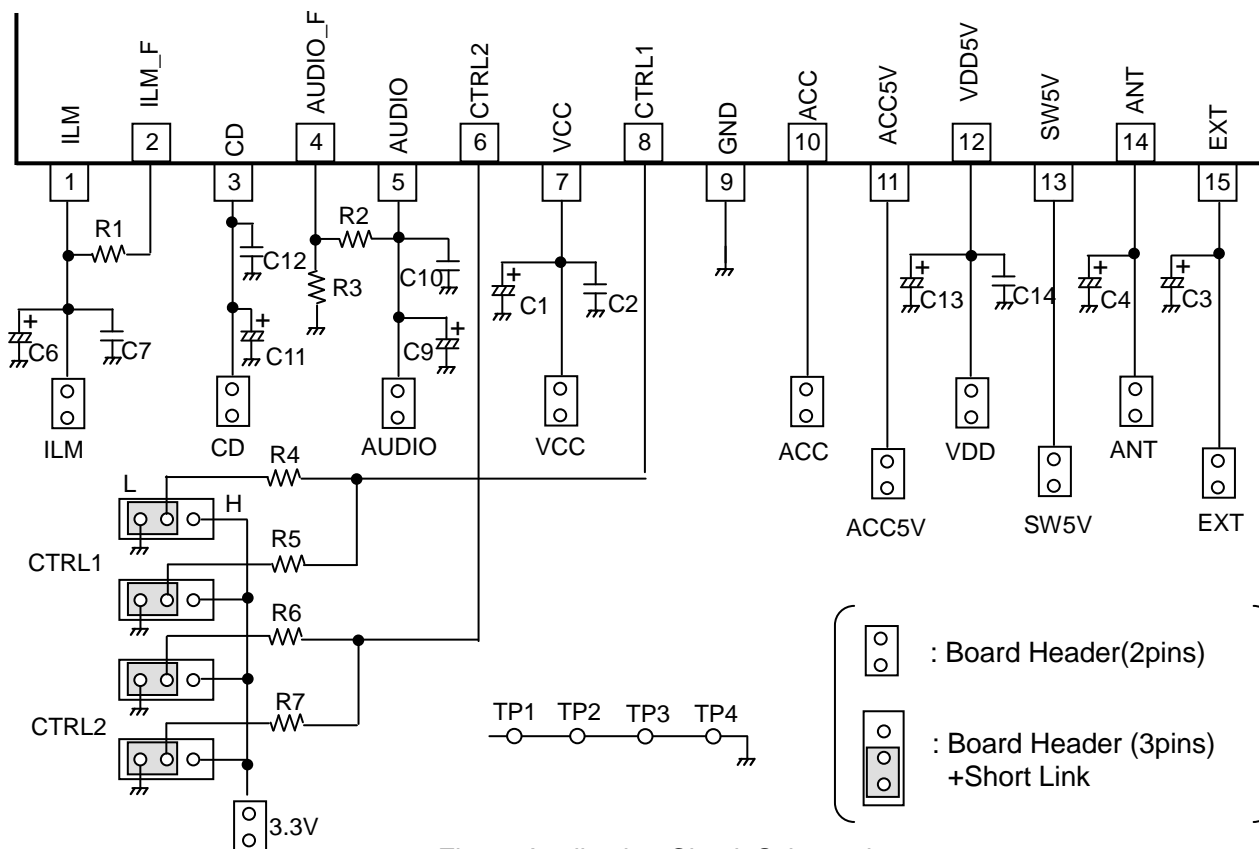 ILM
ILM_F
CD
AUDIO_F
AUDIO
CTRL2
VCC
CTRL1
GND
ACC
ACC5V
VDD5V
SW5V
ANT
EXT
1
2
3
4
5
6
7
8
9
10
11
12
13
14
15
R1
R2
R3
C12
C10
C6
+
C7
C11
+
C9
+
C1
+
C2
C13
+
C14
C4
+
C3
+
ILM
CD
AUDIO
VCC
ACC
ACC5V
VDD
SW5V
ANT
EXT
L
H
R4
CTRL1
R5
R6
CTRL2
R7
3.3V
TP1 TP2 TP3 TP4
: Board Header(2pins)
: Board Header (3pins)
+Short Link